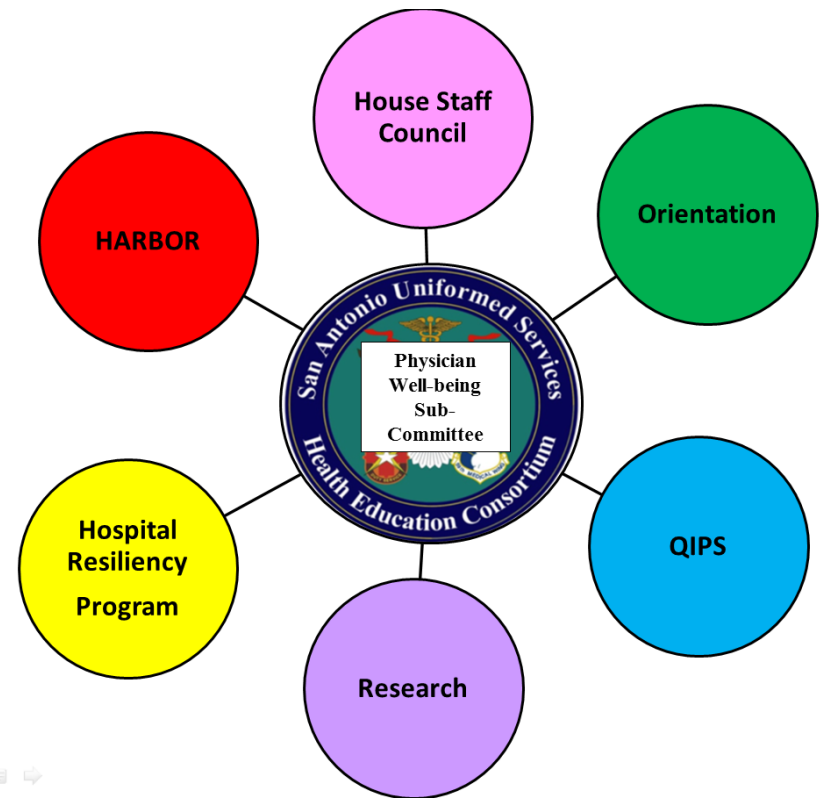 House Staff
Council
Orientation
HARBOR
San Antonio Uniformed Services
Physician
Well-being
Sub-
Committee
Health Education Consortium
Hospital
Resiliency
Program
QIPS
Research